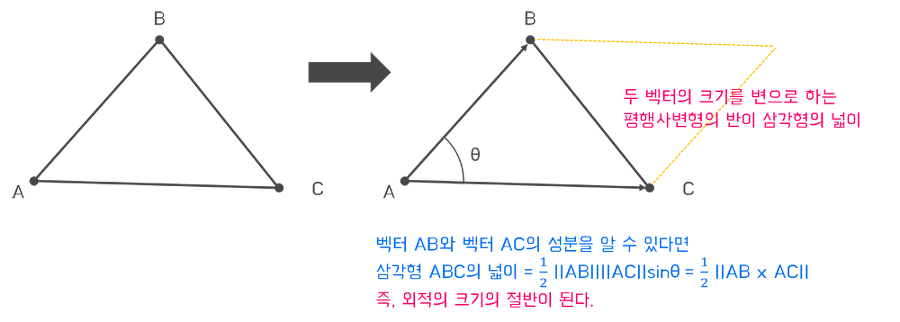 B
A
C
B
θ
A
C
두 벡터의 크기를 변으로 하는
평행사변형의 반이 삼각형의 넓이
벡터 AB와 벡터 AC의 성분을 알 수 있다면
삼각형 ABC의 넓이 = 1/2 ||AB||||AC||sinθ = 1/2 ||AB x AC||
즉, 외적의 크기의 절반이 된다.